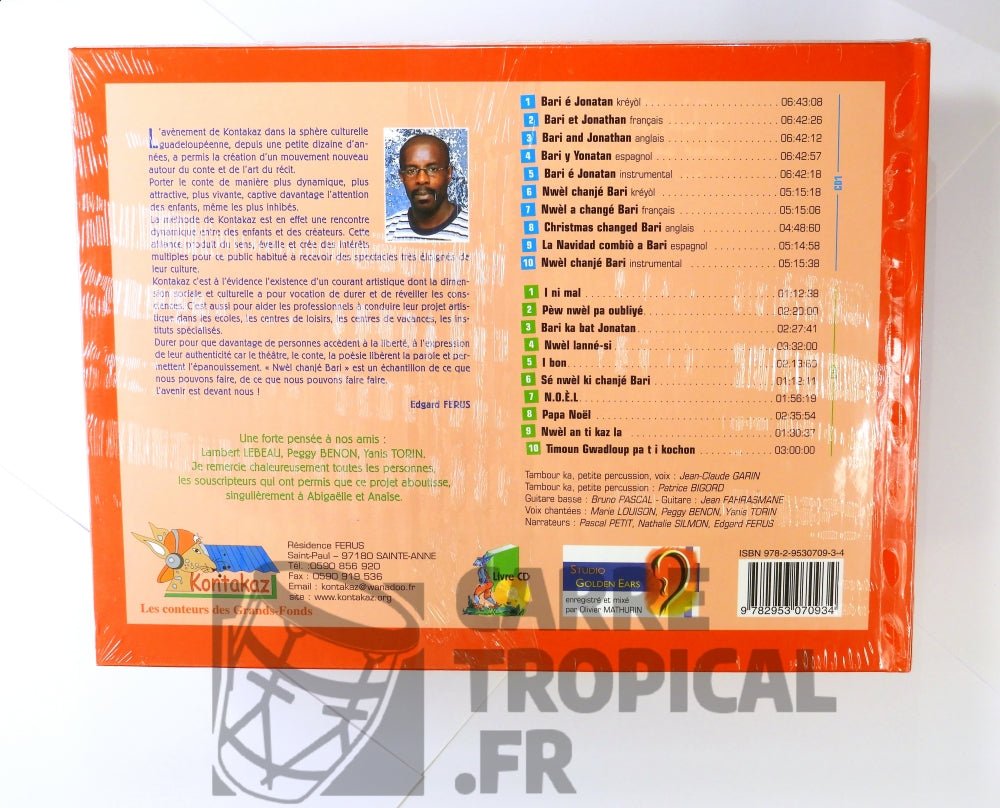 L'avènement de Kontakaz dans la sphère culturelle
guadeloupéenne, depuis une petite dizaine d'an-
nées, a permis la création d'un mouvement nouveau
autour du conte et de l'art du récit.
Porter le conte de manière plus dynamique, plus
attractive, plus vivante, captive davantage l'attention
des enfants, même les plus inhibés.
La méthode de Kontakaz est en effet une rencontre
dynamique entre des enfants et des créateurs. Cette
alliance produit du sens, éveille et crée des intérêts
multiples pour ce public habitué à recevoir des spectacles très éloignés de
leur culture.
Kontakaz c'est à l'évidence l'existence d'un courant artistique dont la dimen-
sion sociale et culturelle a pour vocation de durer et de réveiller les cons-
ciences. C'est aussi pour aider les professionnels à conduire leur projet artis-
tique dans les écoles, les centres de loisirs, les centres de vacances, les ins-
tituts spécialisés.
Durer pour que davantage de personnes accèdent à la liberté, à l'expression
de leur authenticité car le théâtre, le conte, la poésie libèrent la parole et per-
mettent l'épanouissement. « Nwèl chanjé Bari » est un échantillon de ce que
nous pouvons faire, de ce que nous pouvons faire faire.
L'avenir est devant nous !
Edgard FERUS
Une forte pensée à nos amis :
Lambert LEBEAU, Peggy BENON, Yanis TORIN.
Je remercie chaleureusement toutes les personnes,
les souscripteurs qui ont permis que ce projet aboutisse,
singulièrement à Abigaëlle et Anaïse.
1 Bari é Jonatan kréyòl 06:43:08
2 Bari et Jonathan français 06:42:26
3 Bari and Jonathan anglais 06:42:12
4 Bari y Yonatan espagnol 06:42:57
5 Bari é Jonatan instrumental 06:42:18
6 Nwèl chanjé Bari kréyòl 05:15:18
7 Nwèl a changé Bari français 05:15:06
8 Christmas changed Bari anglais 04:48:60
9 La Navidad combiò a Bari espagnol 05:14:58
10 Nwèl chanjé Bari instrumental 05:15:38
CD1
1 I ni mal 01:12:38
2 Pèw nwèl pa oubliyé 02:20:00
3 Bari ka bat Jonatan 02:27:41
4 Nwèl lanné-si 03:32:00
5 I bon 02:13:60
6 Sé nwèl ki chanjé Bari 01:12:11
7 N.O.È.L 01:56:19
8 Papa Noël 02:35:54
9 Nwèl an ti kaz la 01:30:37
10 Timoun Gwadloup pa t i kochon 03:00:00
Tambour ka, petite percussion, voix : Jean-Claude GARIN
Tambour ka, petite percussion : Patrice BIGORD
Guitare basse : Bruno PASCAL - Guitare : Jean FAHRASMANE
Voix chantées : Marie LOUISON, Peggy BENON, Yanis TORIN
Narrateurs : Pascal PETIT, Nathalie SILMON, Edgard FERUS
Kontakaz
Les conteurs des Grands-Fonds
Résidence FERUS
Saint-Paul – 97180 SAINTE-ANNE
Tél. : 0590 856 920
Fax : 0590 919 536
Email : kontakaz@wanadoo.fr
site : www.kontakaz.org
Livre CD
STUDIO
GOLDEN EARS
enregistré et mixé
par Olivier MATHURIN
ISBN 978-2-9530709-3-4
9 782953 070934
CARRE
TROPICAL
.FR